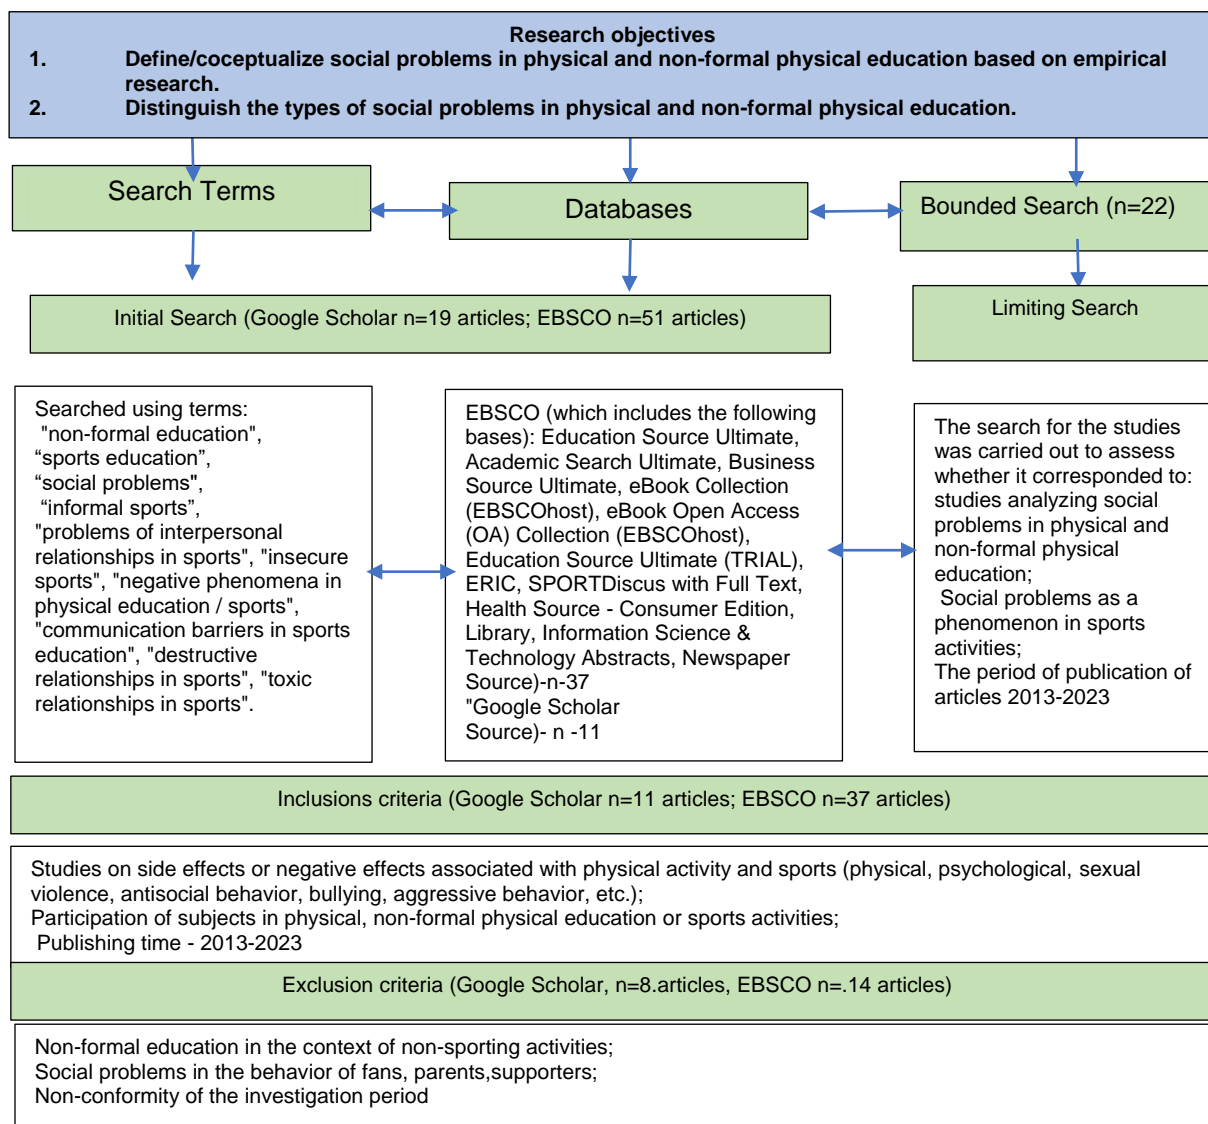 Research objectives
1. Define/coceptualize social problems in physical and non-formal physical education based on empirical
research.
2. Distinguish the types of social problems in physical and non-formal physical education.
Search Terms
Databases
Bounded Search (n=22)
Initial Search (Google Scholar n=19 articles; EBSCO n=51 articles)
Limiting Search
Searched using terms:
"non-formal education",
“sports education”,
“social problems",
“informal sports”,
"problems of interpersonal
relationships in sports", "insecure
sports", "negative phenomena in
physical education / sports",
"communication barriers in sports
education", "destructive
relationships in sports", "toxic
relationships in sports".
EBSCO (which includes the following
bases): Education Source Ultimate,
Academic Search Ultimate, Business
Source Ultimate, eBook Collection
(EBSCOhost), eBook Open Access
(OA) Collection (EBSCOhost),
Education Source Ultimate (TRIAL),
ERIC, SPORTDiscus with Full Text,
Health Source - Consumer Edition,
Library, Information Science &
Technology Abstracts, Newspaper
Source)-n-37
"Google Scholar
Source)- n -11
The search for the studies
was carried out to assess
whether it corresponded to:
studies analyzing social
problems in physical and
non-formal physical
education;
Social problems as a
phenomenon in sports
activities;
The period of publication of
articles 2013-2023
Inclusions criteria (Google Scholar n=11 articles; EBSCO n=37 articles)
Studies on side effects or negative effects associated with physical activity and sports (physical, psychological, sexual
violence, antisocial behavior, bullying, aggressive behavior, etc.);
Participation of subjects in physical, non-formal physical education or sports activities;
Publishing time - 2013-2023
Exclusion criteria (Google Scholar, n=8.articles, EBSCO n=.14 articles)
Non-formal education in the context of non-sporting activities;
Social problems in the behavior of fans, parents,supporters;
Non-conformity of the investigation period